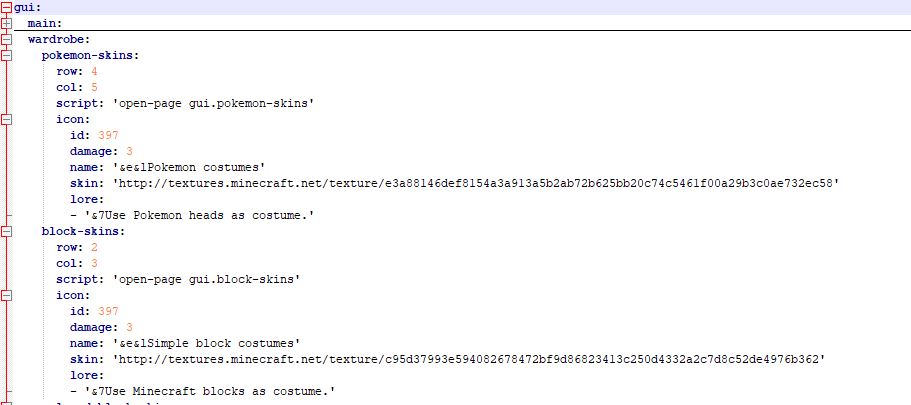 gui:
  main:
  wardrobe:
    pokemon-skins:
      row: 4
      col: 5
      script: 'open-page gui.pokemon-skins'
      icon:
        id: 397
        damage: 3
        name: '&e&lPokemon costumes'
        skin: 'http://textures.minecraft.net/texture/e3a88146def8154a3a913a5b2ab72b625bb20c74c5461f00a29b3c0ae732ec58'
        lore:
        - '&7Use Pokemon heads as costume.'
    block-skins:
      row: 2
      col: 3
      script: 'open-page gui.block-skins'
      icon:
        id: 397
        damage: 3
        name: '&e&lSimple block costumes'
        skin: 'http://textures.minecraft.net/texture/c95d37993e594082678472bf9d86823413c250d4332a2c7d8c52de4976b362'
        lore:
        - '&7Use Minecraft blocks as costume.'